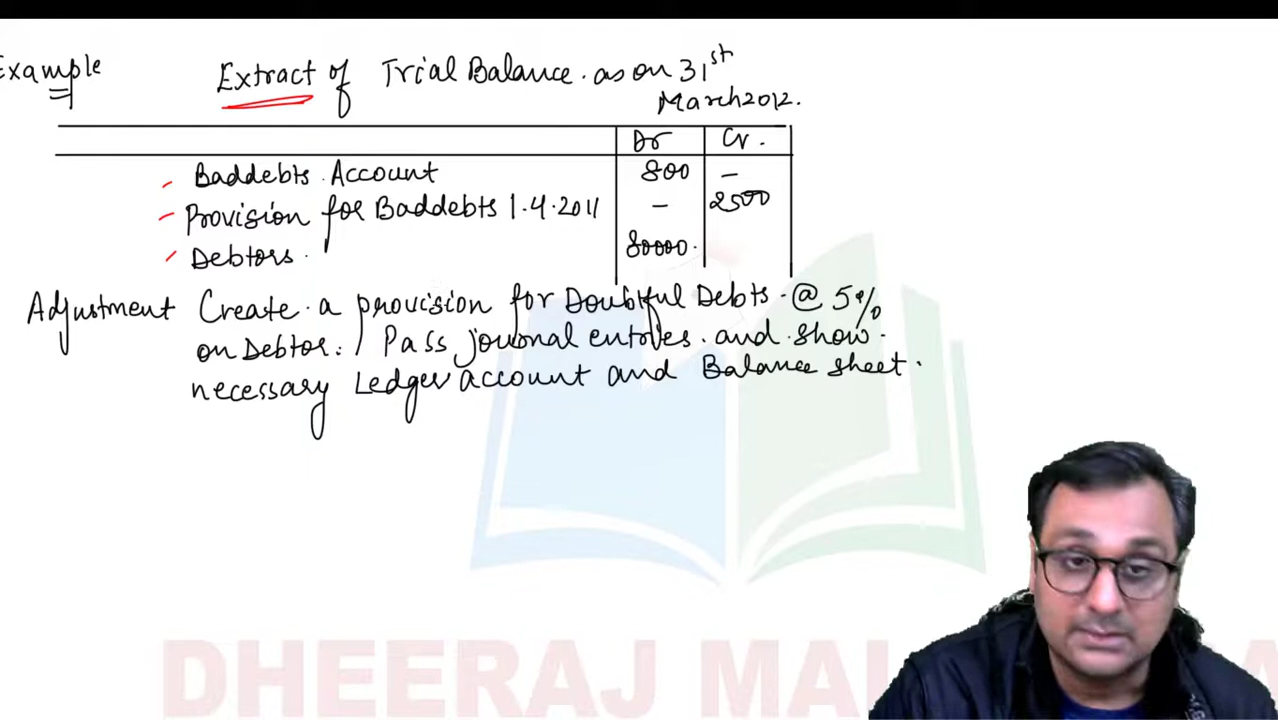 Example Extract of Trial Balance. as on 31st
March 2012.
Dr Cr.
Baddebts. Account 800 -
Provision for Baddebts 1.4.2011 - 2500
Debtors. 80000.
Adjustment Create a provision for Doubtful Debts. @ 5%
on Debtor. Pass journal entries. and show.
necessary Ledger account and Balance sheet.
DHEERAJ MAL